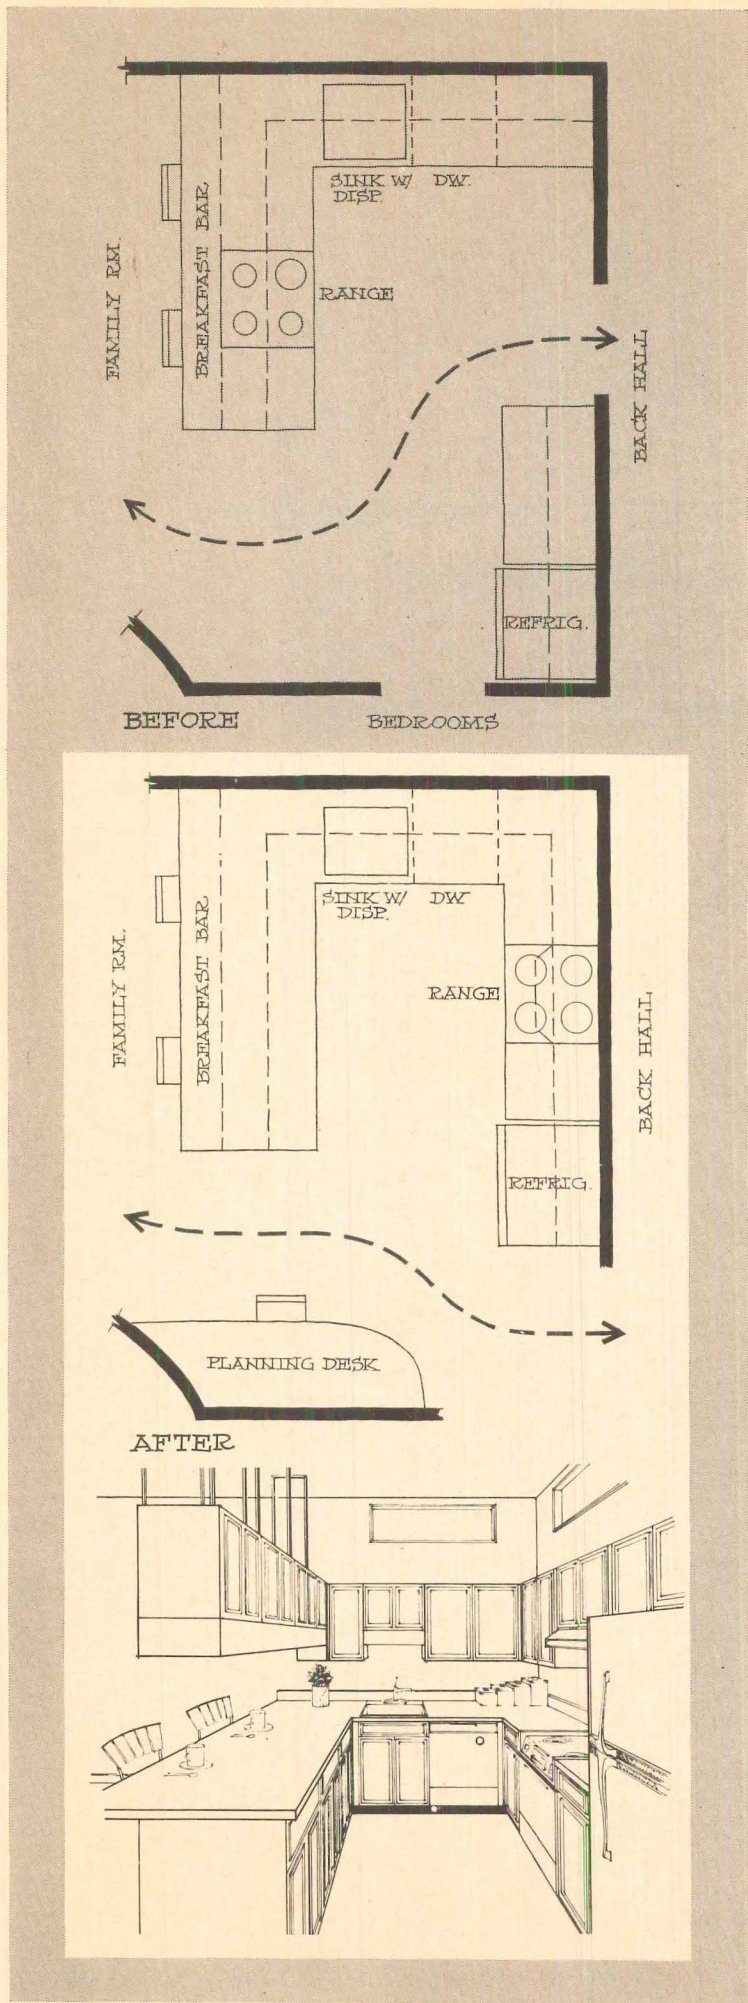 SINK W/ DW.
DISP.
FAMILY RM.
BREAKFAST BAR
RANGE
BACK HALL
REFRIG.
BEFORE
BEDROOMS
SINK W/ DW
DISP.
FAMILY RM.
BREAKFAST BAR
RANGE
BACK HALL
REFRIG.
PLANNING DESK
AFTER